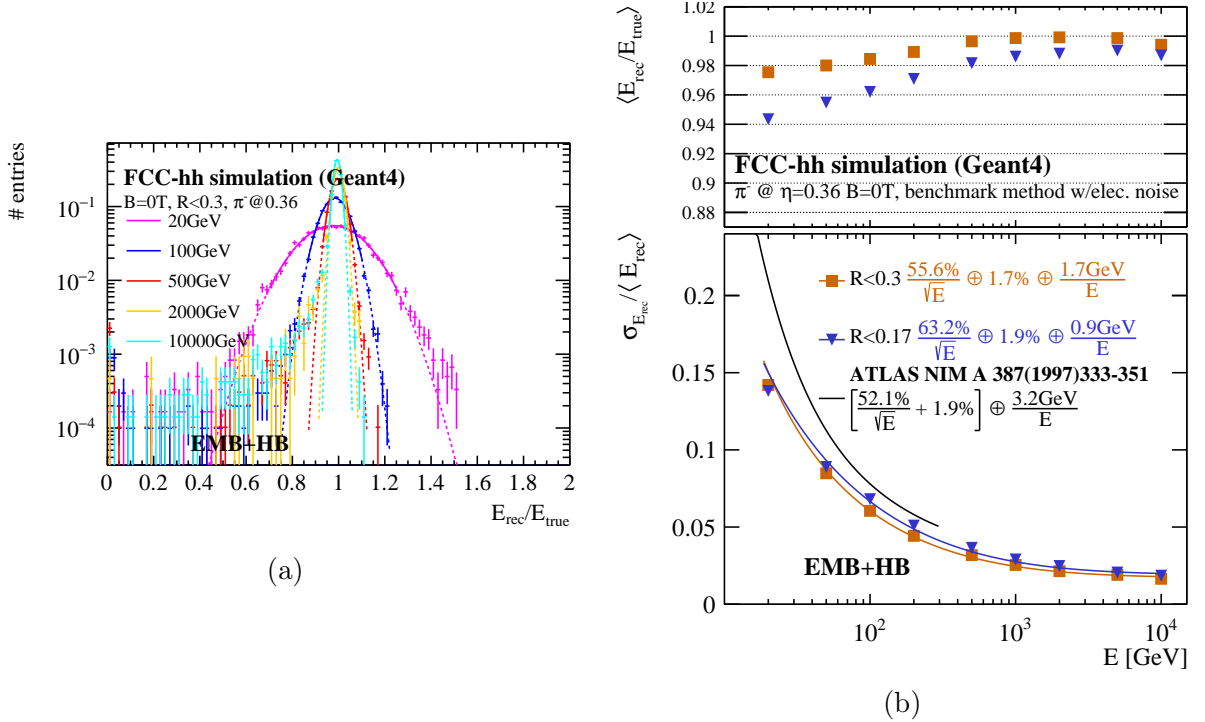 # entries
10⁻¹
10⁻²
10⁻³
10⁻⁴
FCC-hh simulation (Geant4)
B=0T, R<0.3, π⁻@0.36
20GeV
100GeV
500GeV
2000GeV
10000GeV
EMB+HB
0 0.2 0.4 0.6 0.8 1 1.2 1.4 1.6 1.8 2
E_rec/E_true
(a)
⟨E_rec/E_true⟩
1.02
1
0.98
0.96
0.94
0.92
0.9
0.88
FCC-hh simulation (Geant4)
π⁻ @ η=0.36 B=0T, benchmark method w/elec. noise
σ_E_rec/⟨E_rec⟩
0.2
0.15
0.1
0.05
0
R<0.3 55.6%/√E ⊕ 1.7% ⊕ 1.7GeV/E
R<0.17 63.2%/√E ⊕ 1.9% ⊕ 0.9GeV/E
ATLAS NIM A 387(1997)333-351
[52.1%/√E + 1.9%] ⊕ 3.2GeV/E
EMB+HB
10² 10³ 10⁴
E [GeV]
(b)